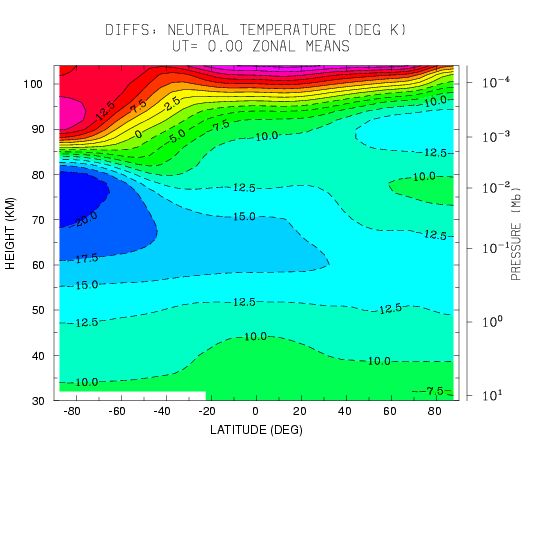 DIFFS: NEUTRAL TEMPERATURE (DEG K)
UT= 0.00 ZONAL MEANS
100 10⁻⁴
12.5 7.5 -2.5 -10.0
0 -5.0 -7.5
90 -10.0 10⁻³
-12.5
80 -10.0 10⁻²
-12.5
-20.0 -15.0
70 -12.5
10⁻¹
-17.5
60
-15.0
50 -12.5
-12.5 -12.5 10⁰
-10.0
40 -10.0
-10.0
30 -7.5 10¹
-80 -60 -40 -20 0 20 40 60 80
LATITUDE (DEG)
HEIGHT (KM)
PRESSURE (Mb)